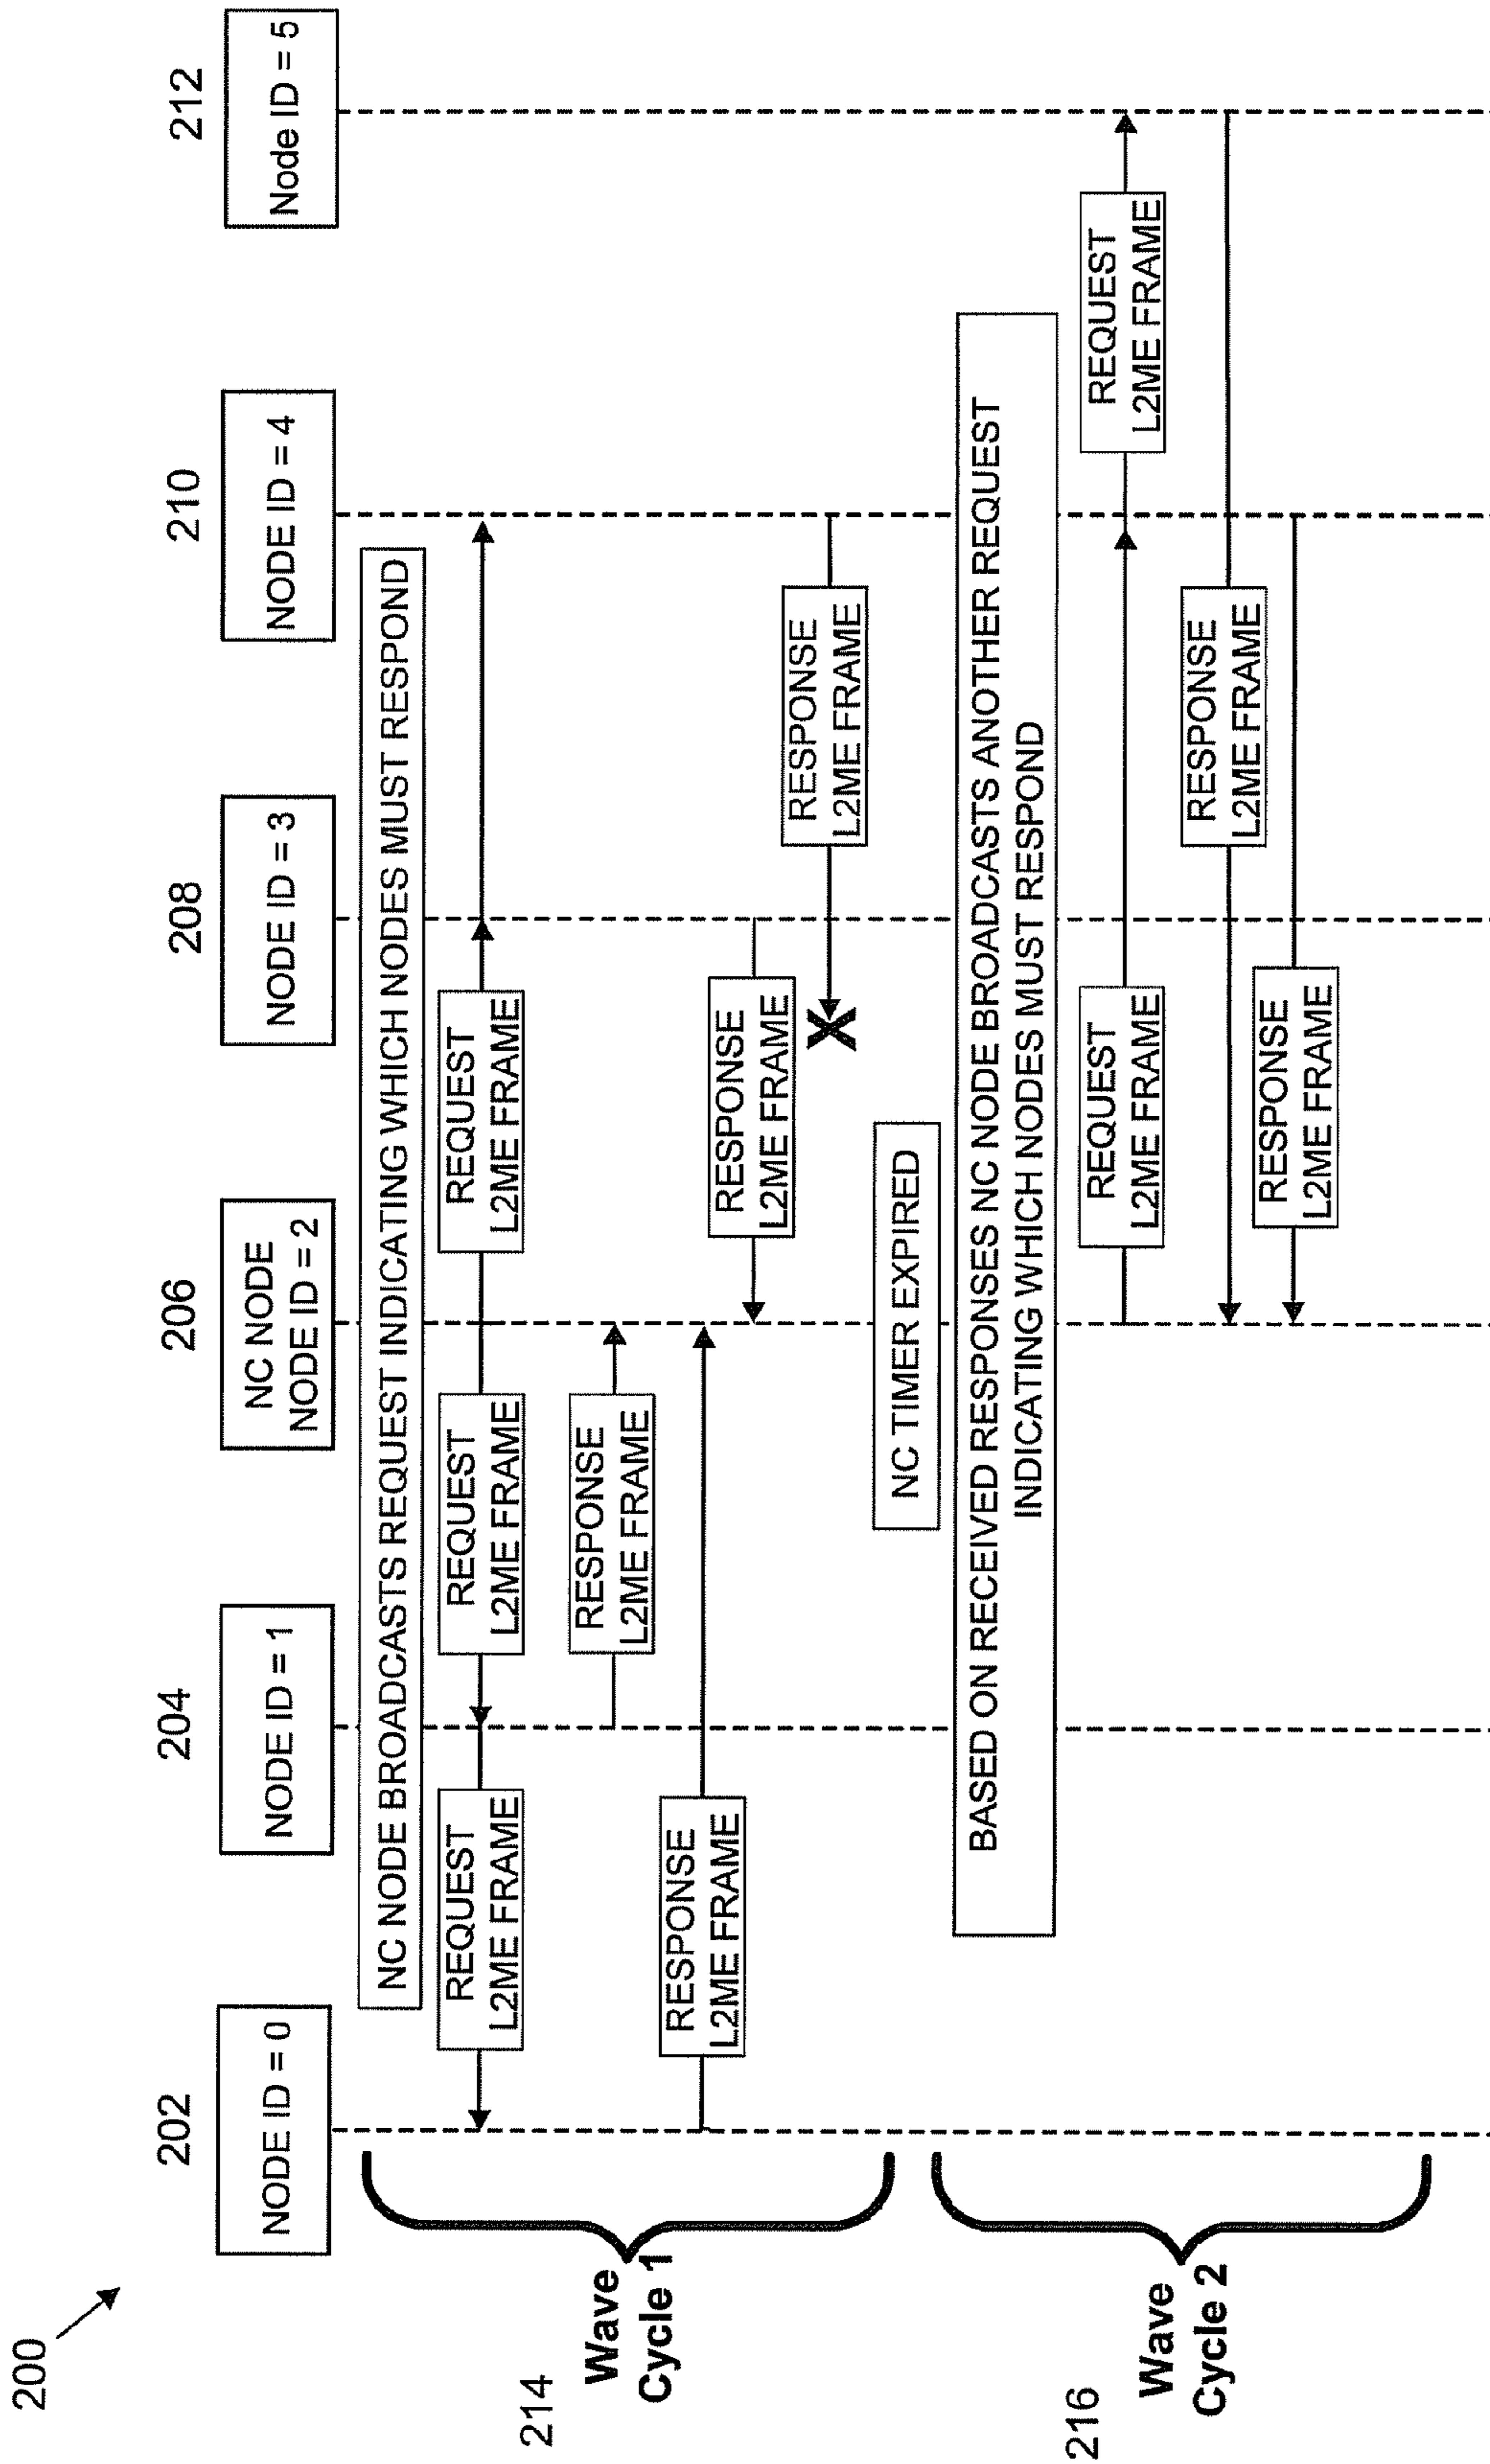 200
202
204
206
208
210
212
NODE ID = 0
NODE ID = 1
NC NODE
NODE ID = 2
NODE ID = 3
NODE ID = 4
Node ID = 5
214
Wave
Cycle 1
NC NODE BROADCASTS REQUEST INDICATING WHICH NODES MUST RESPOND
REQUEST
L2ME FRAME
REQUEST
L2ME FRAME
REQUEST
L2ME FRAME
RESPONSE
L2ME FRAME
RESPONSE
L2ME FRAME
RESPONSE
L2ME FRAME
RESPONSE
L2ME FRAME
X
NC TIMER EXPIRED
216
Wave
Cycle 2
BASED ON RECEIVED RESPONSES NC NODE BROADCASTS ANOTHER REQUEST
INDICATING WHICH NODES MUST RESPOND
REQUEST
L2ME FRAME
REQUEST
L2ME FRAME
RESPONSE
L2ME FRAME
RESPONSE
L2ME FRAME